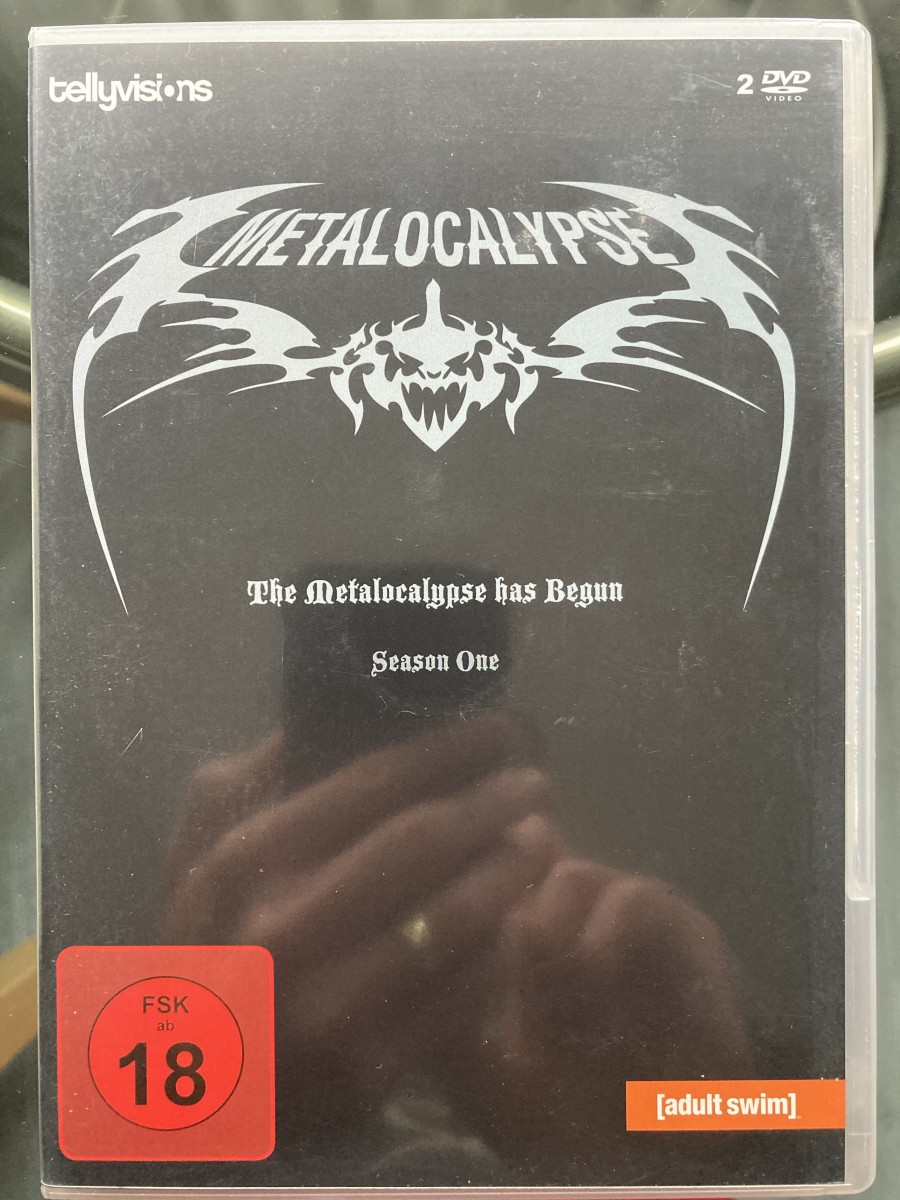 tellyvisions
2 DVD
VIDEO
METALOCALYPSE
The Metalocalypse has Begun
Season One
FSK
ab
18
[adult swim]